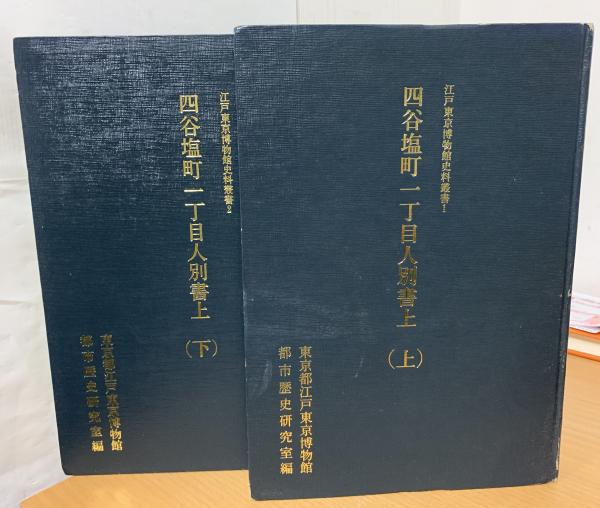 江戸東京博物館史料叢書1
四谷塩町一丁目人別書上(上)
東京都江戸東京博物館
都市歴史研究室編
江戸東京博物館史料叢書2
四谷塩町一丁目人別書上(下)
東京都江戸東京博物館
都市歴史研究室編